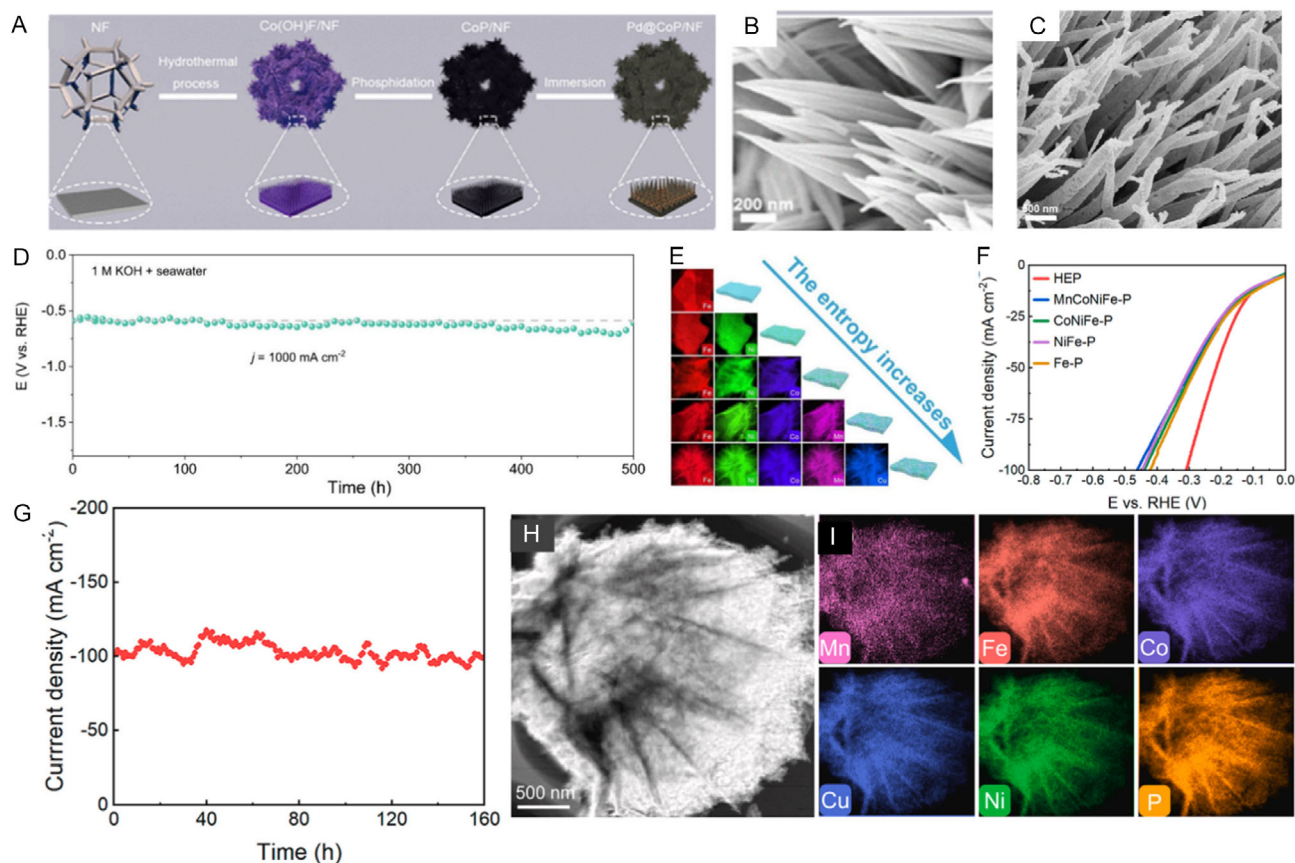 A
NF
Co(OH)F/NF
CoP/NF
Pd@CoP/NF
Hydrothermal
process
Phosphidation
Immersion
B
200 nm
C
500 nm
D
0.0
-0.5
-1.0
-1.5
E (V vs. RHE)
1 M KOH + seawater
j = 1000 mA cm⁻²
0
100
200
300
400
500
Time (h)
E
The entropy increases
Fe
Fe
Ni
Fe
Ni
Co
Fe
Ni
Co
Mn
Fe
Ni
Co
Mn
Cu
F
0
-25
-50
-75
-100
Currrent density (mA cm⁻²)
HEP
MnCoNiFe-P
CoNiFe-P
NiFe-P
Fe-P
-0.8
-0.7
-0.6
-0.5
-0.4
-0.3
-0.2
-0.1
0.0
E vs. RHE (V)
G
-200
-150
-100
-50
0
Currrent density (mA cm⁻²)
0
40
80
120
160
Time (h)
H
500 nm
I
Mn
Fe
Co
Cu
Ni
P